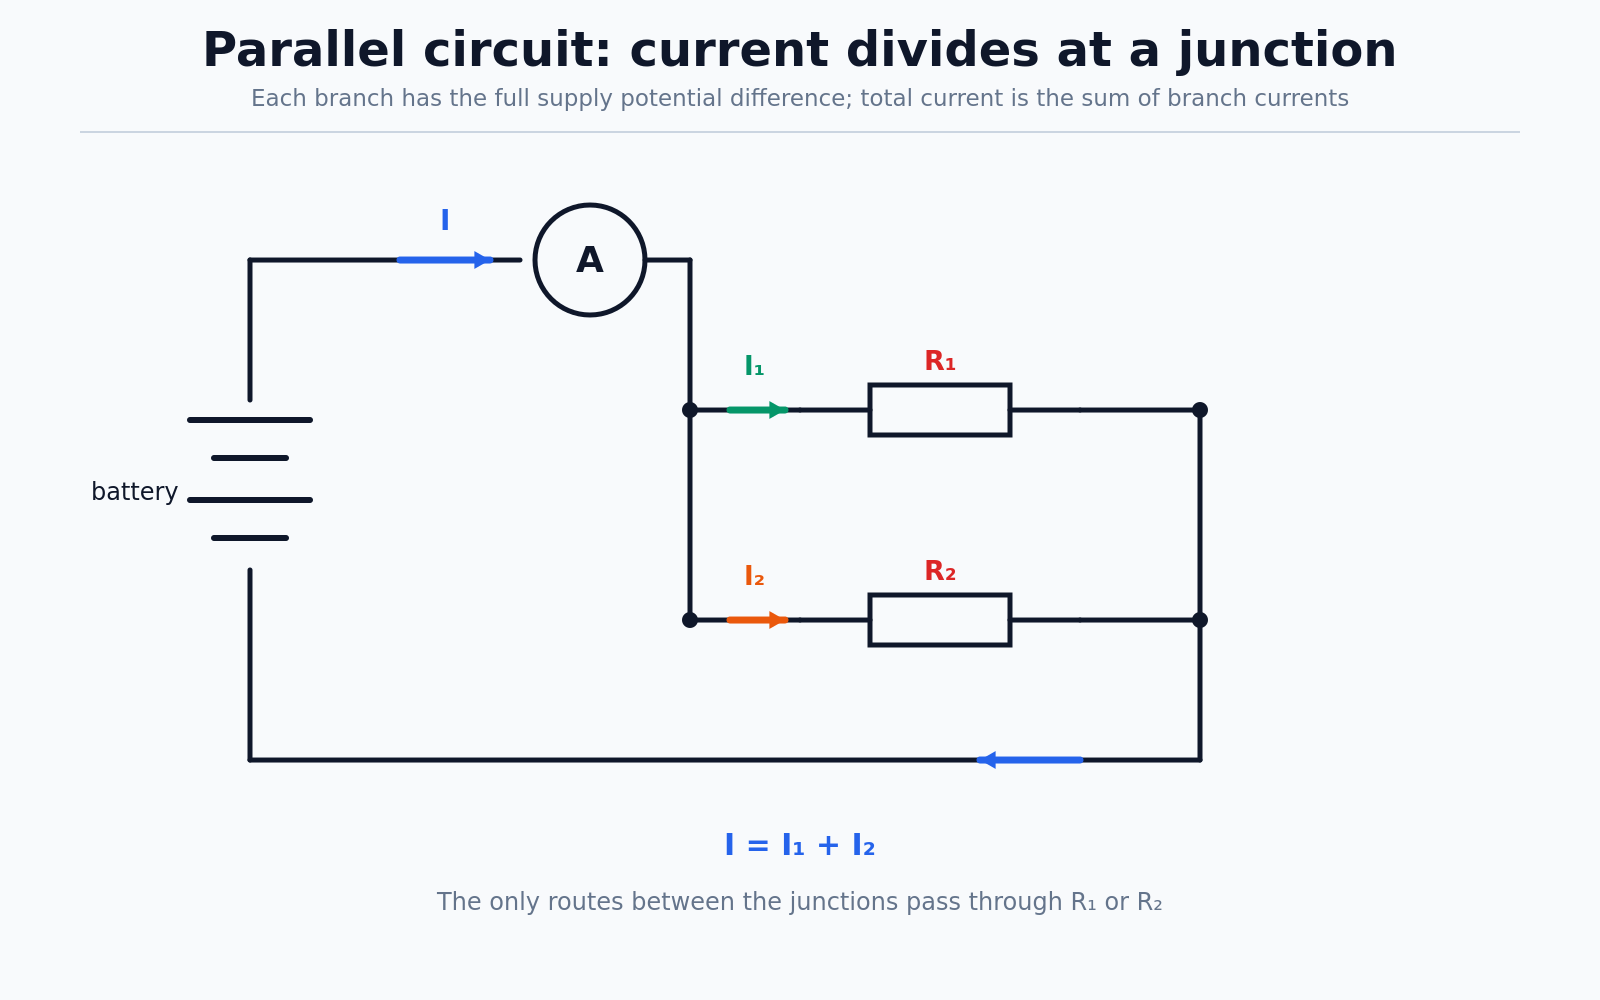 Parallel circuit: current divides at a junction
Each branch has the full supply potential difference; total current is the sum of branch currents
I
A
I₁
R₁
battery
I₂
R₂
I = I₁ + I₂
The only routes between the junctions pass through R₁ or R₂